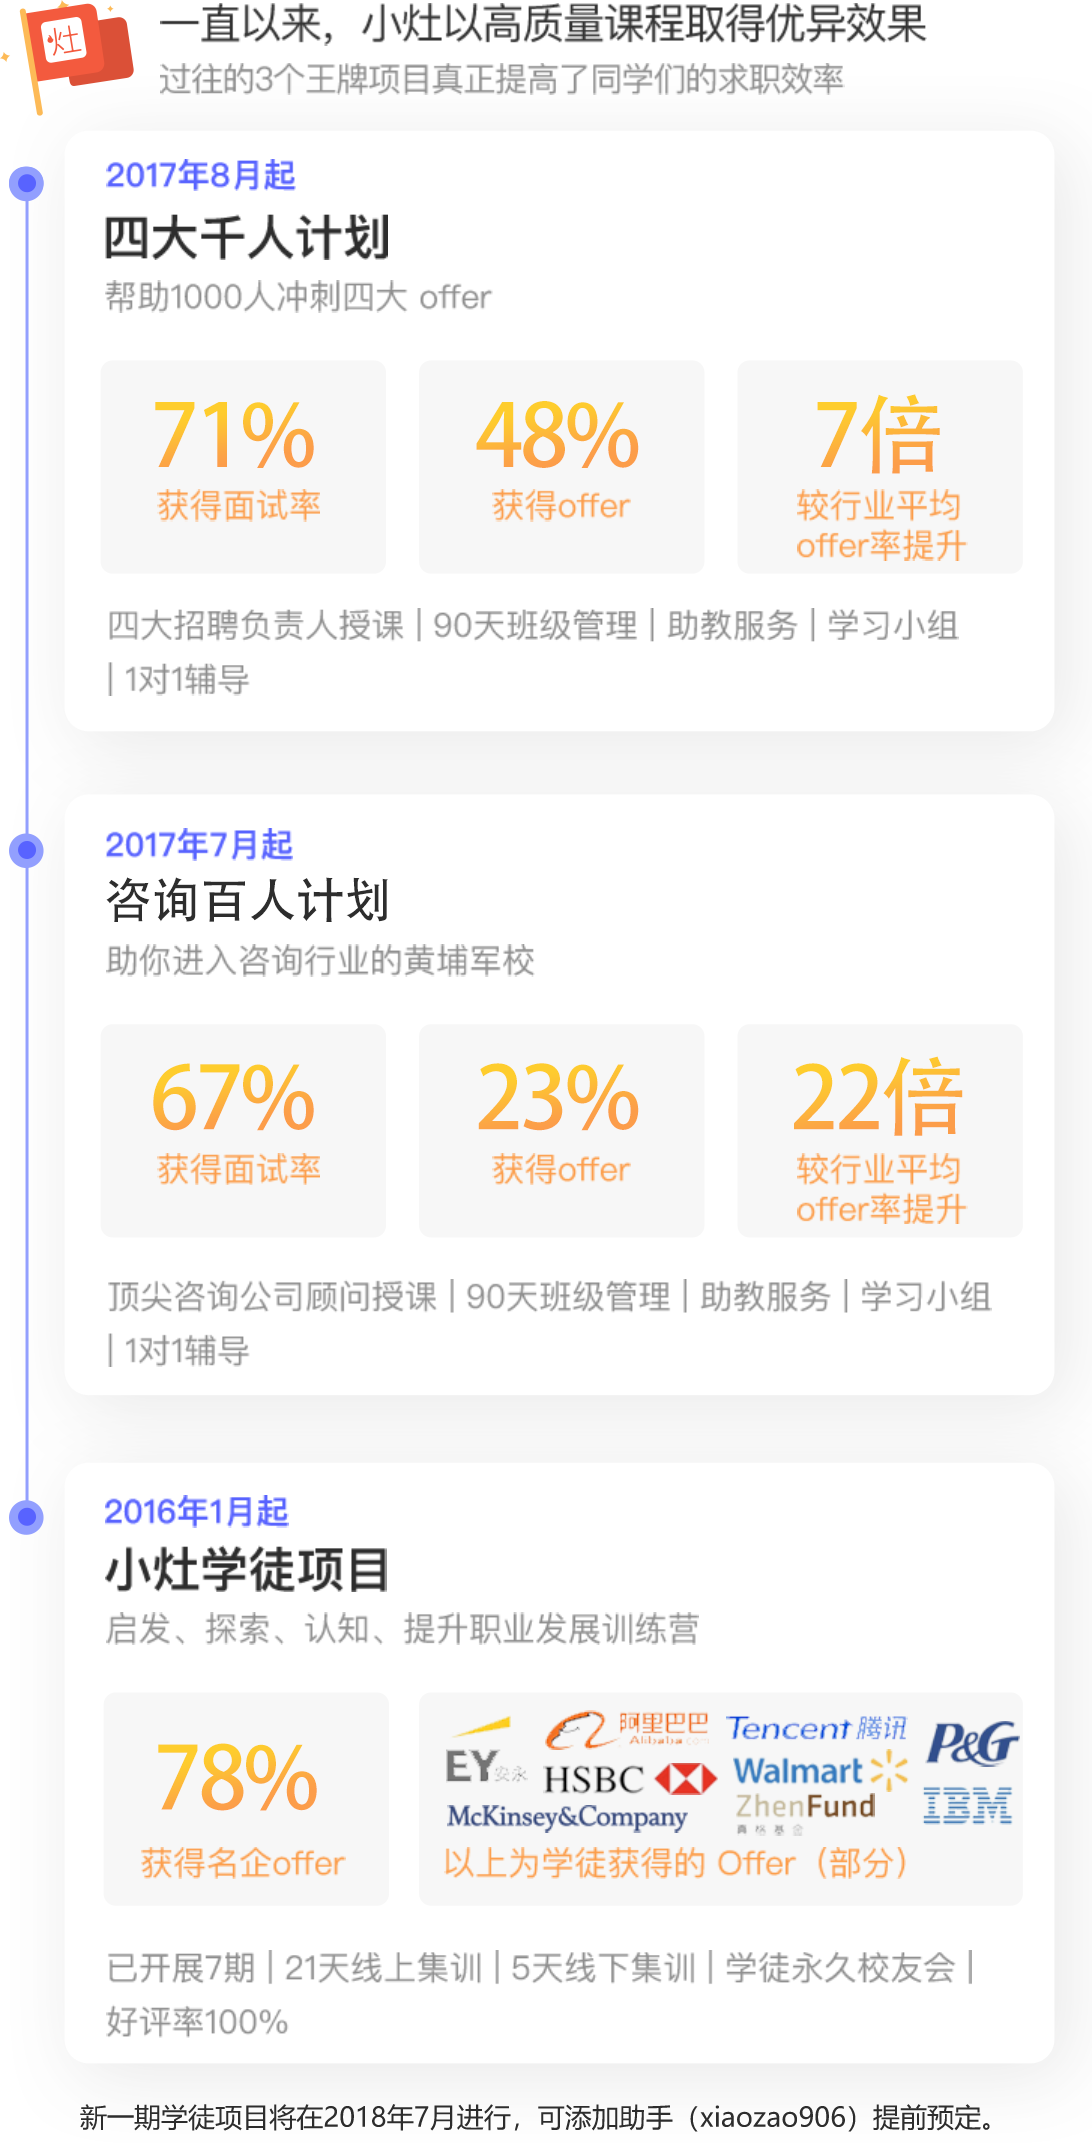 灶
一直以来，小灶以高质量课程取得优异效果
过往的3个王牌项目真正提高了同学们的求职效率
2017年8月起
四大千人计划
帮助1000人冲刺四大 offer
71%
获得面试率
48%
获得offer
7倍
较行业平均
offer率提升
四大招聘负责人授课 | 90天班级管理 | 助教服务 | 学习小组
| 1对1辅导
2017年7月起
咨询百人计划
助你进入咨询行业的黄埔军校
67%
获得面试率
23%
获得offer
22倍
较行业平均
offer率提升
顶尖咨询公司顾问授课 | 90天班级管理 | 助教服务 | 学习小组
| 1对1辅导
2016年1月起
小灶学徒项目
启发、探索、认知、提升职业发展训练营
78%
获得名企offer
EY安永
阿里巴巴
Alibaba.com
Tencent 腾讯
P&G
HSBC
Walmart
McKinsey&Company
ZhenFund
真格基金
IBM
以上为学徒获得的 Offer（部分）
已开展7期 | 21天线上集训 | 5天线下集训 | 学徒永久校友会 |
好评率100%
新一期学徒项目将在2018年7月进行，可添加助手（xiaozao906）提前预定。